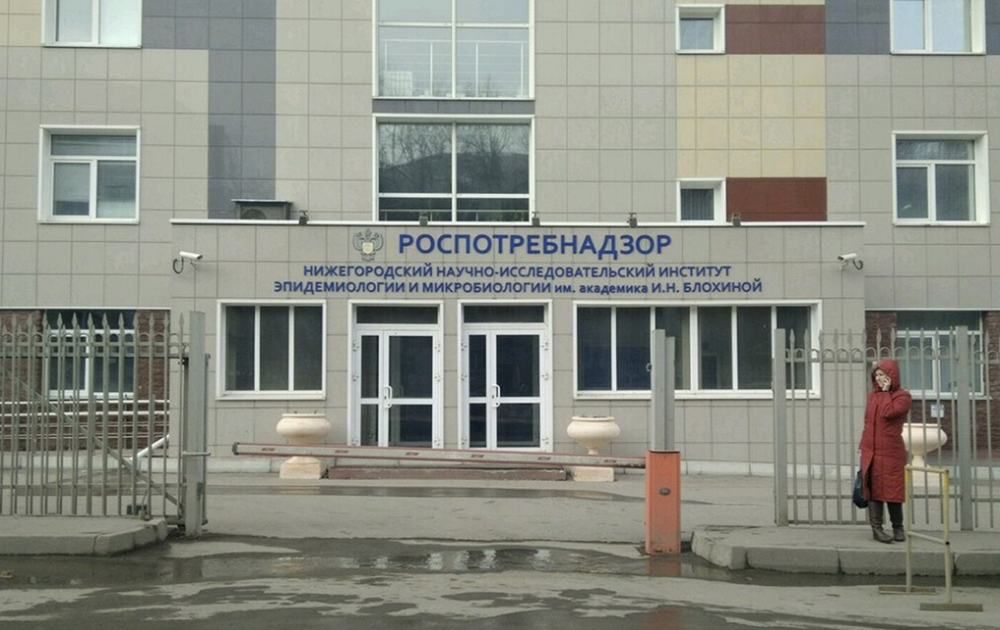 РОСПОТРЕБНАДЗОР
НИЖЕГОРОДСКИЙ НАУЧНО-ИССЛЕДОВАТЕЛЬСКИЙ ИНСТИТУТ
ЭПИДЕМИОЛОГИИ И МИКРОБИОЛОГИИ им. академика И.Н. БЛОХИНОЙ